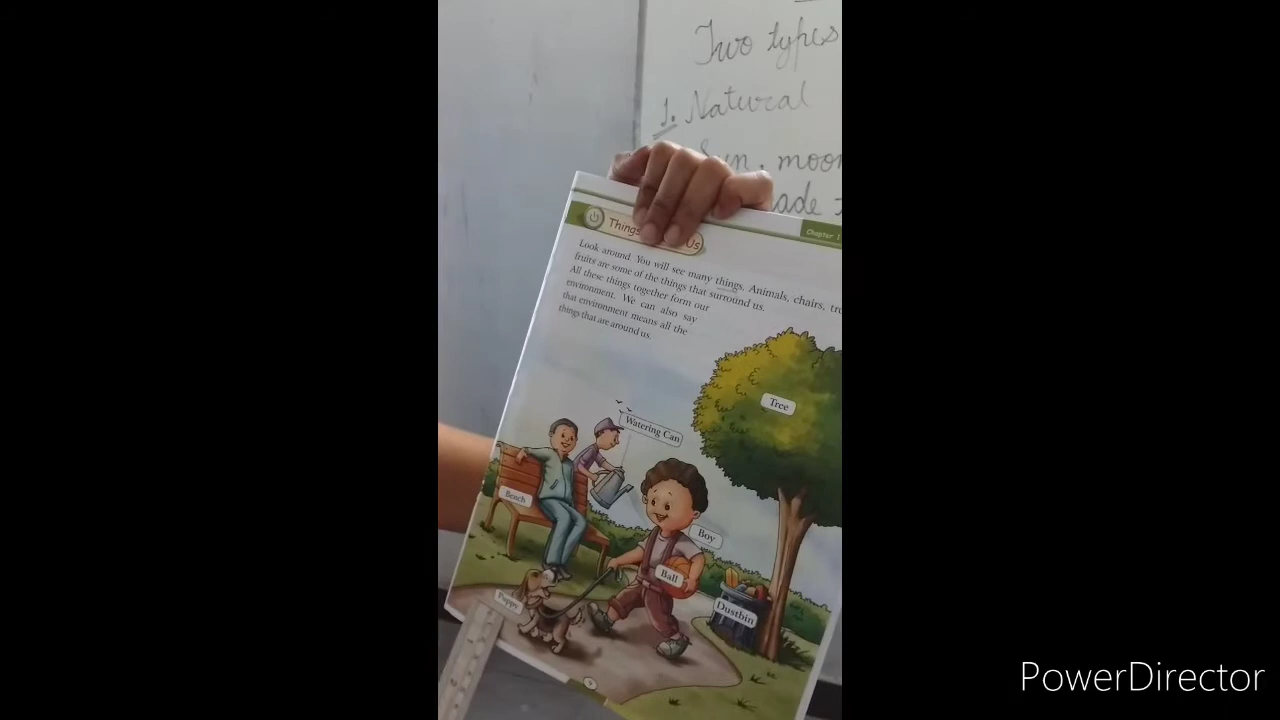 Two types
1. Natural
Sun, moon
ade
Things Us
Chapter 1
Look around. You will see many things. Animals, chairs,
fruits are some of the things that surround us.
All these things together form our
environment. We can also say
that environment means all the
things that are around us.
Tree
Watering Can
Bench
Boy
Ball
Puppy
Dustbin
PowerDirector